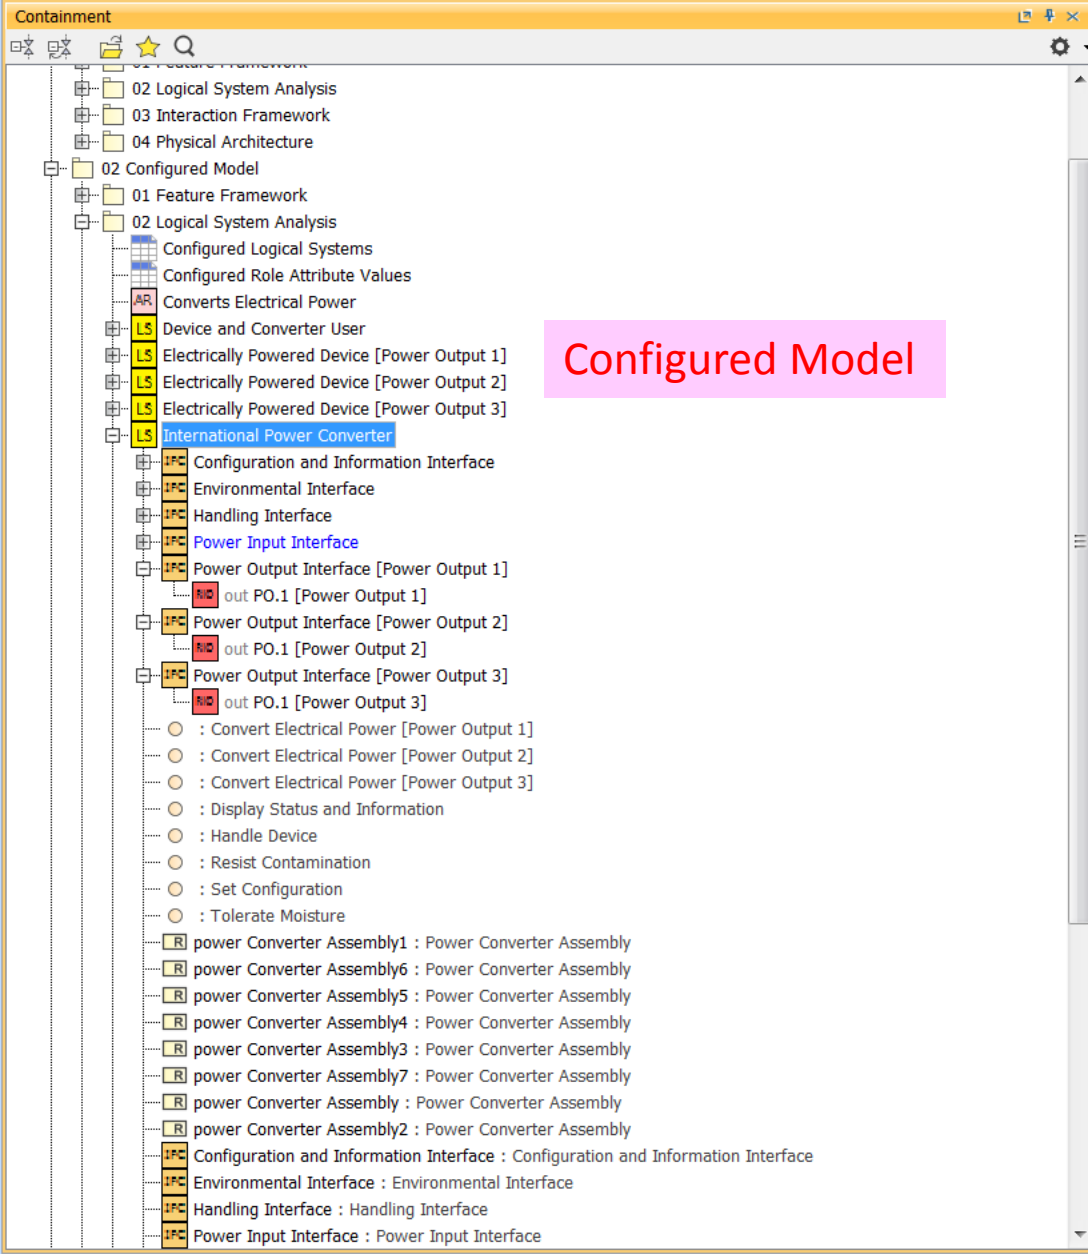 Containment
01 Feature Framework
02 Logical System Analysis
03 Interaction Framework
04 Physical Architecture
02 Configured Model
01 Feature Framework
02 Logical System Analysis
Configured Logical Systems
Configured Role Attribute Values
AR Converts Electrical Power
LS Device and Converter User
LS Electrically Powered Device [Power Output 1]
LS Electrically Powered Device [Power Output 2]
LS Electrically Powered Device [Power Output 3]
Configured Model
LS International Power Converter
IFC Configuration and Information Interface
IFC Environmental Interface
IFC Handling Interface
IFC Power Input Interface
IFC Power Output Interface [Power Output 1]
out PO.1 [Power Output 1]
IFC Power Output Interface [Power Output 2]
out PO.1 [Power Output 2]
IFC Power Output Interface [Power Output 3]
out PO.1 [Power Output 3]
: Convert Electrical Power [Power Output 1]
: Convert Electrical Power [Power Output 2]
: Convert Electrical Power [Power Output 3]
: Display Status and Information
: Handle Device
: Resist Contamination
: Set Configuration
: Tolerate Moisture
R power Converter Assembly1 : Power Converter Assembly
R power Converter Assembly6 : Power Converter Assembly
R power Converter Assembly5 : Power Converter Assembly
R power Converter Assembly4 : Power Converter Assembly
R power Converter Assembly3 : Power Converter Assembly
R power Converter Assembly7 : Power Converter Assembly
R power Converter Assembly : Power Converter Assembly
R power Converter Assembly2 : Power Converter Assembly
IFC Configuration and Information Interface : Configuration and Information Interface
IFC Environmental Interface : Environmental Interface
IFC Handling Interface : Handling Interface
IFC Power Input Interface : Power Input Interface